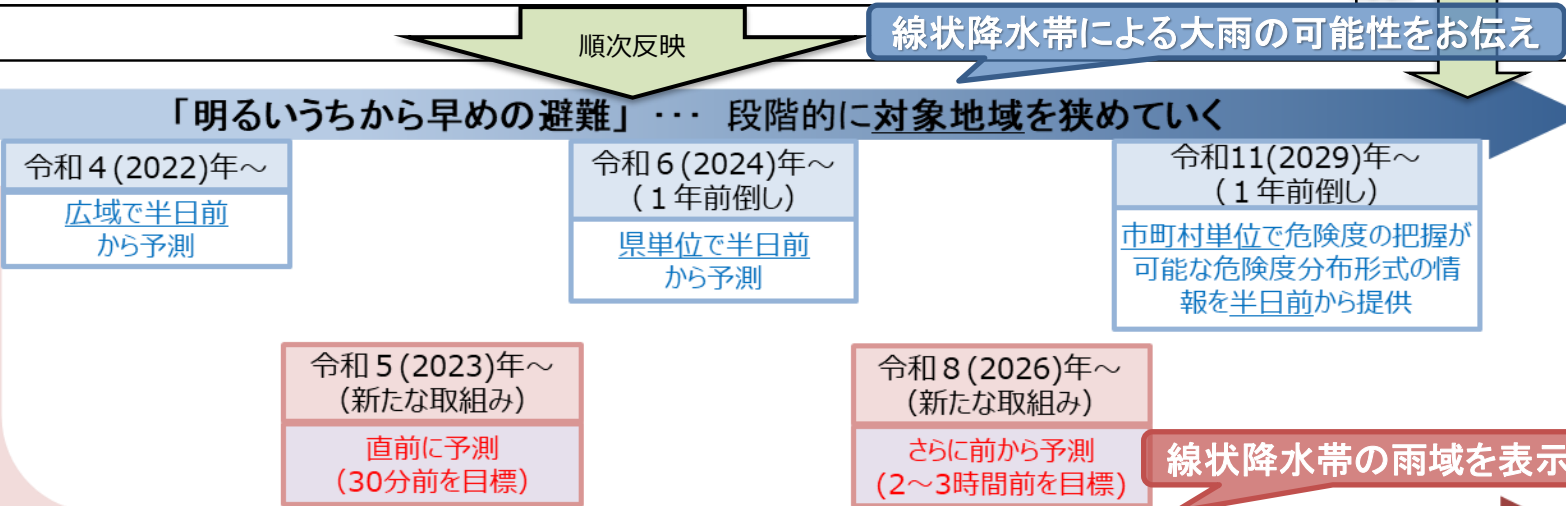 順次反映
線状降水帯による大雨の可能性をお伝え
「明るいうちから早めの避難」・・・ 段階的に対象地域を狭めていく
令和4(2022)年～
広域で半日前
から予測
令和6(2024)年～
(1年前倒し)
県単位で半日前
から予測
令和11(2029)年～
(1年前倒し)
市町村単位で危険度の把握が
可能な危険度分布形式の情
報を半日前から提供
令和5(2023)年～
(新たな取組み)
直前に予測
(30分前を目標)
令和8(2026)年～
(新たな取組み)
さらに前から予測
(2～3時間前を目標)
線状降水帯の雨域を表示